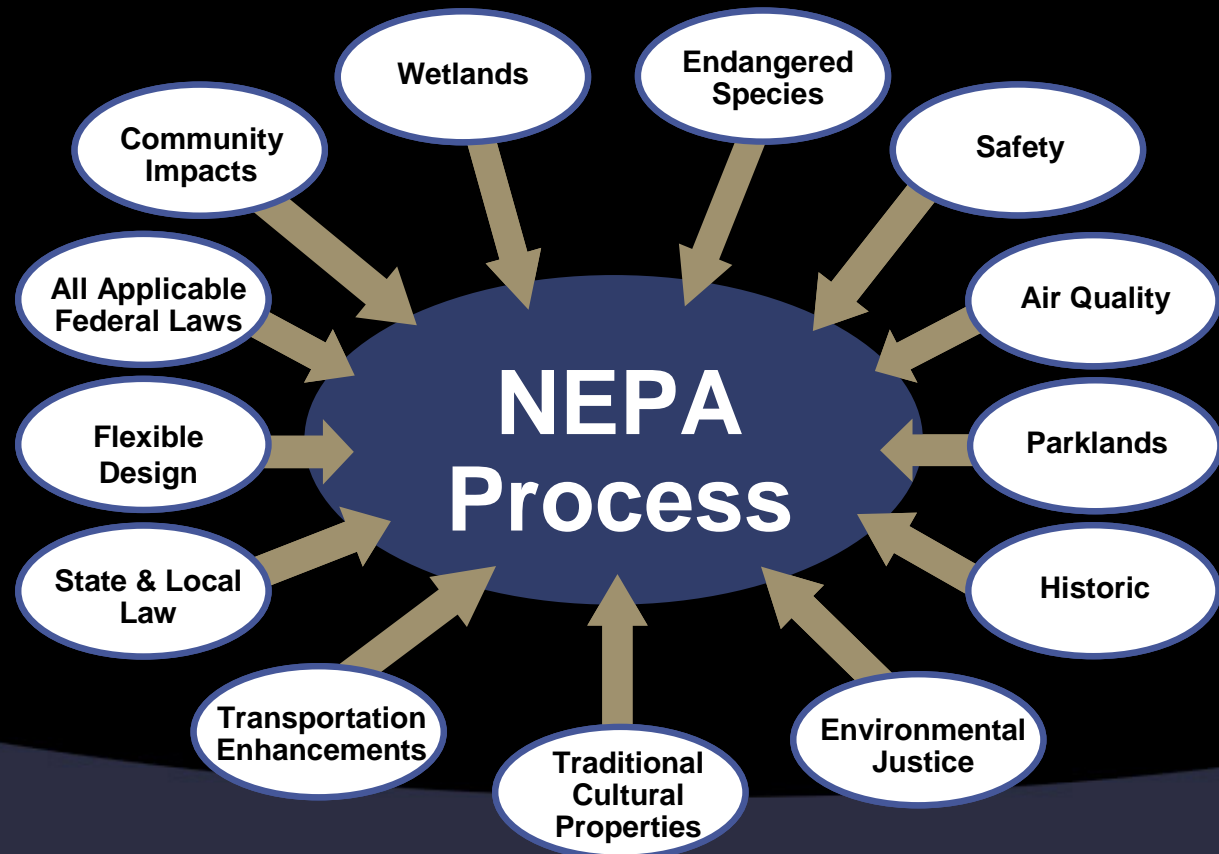 Wetlands
Endangered
Species
Community
Impacts
Safety
All Applicable
Federal Laws
Air Quality
NEPA
Process
Flexible
Design
Parklands
State & Local
Law
Historic
Transportation
Enhancements
Traditional
Cultural
Properties
Environmental
Justice